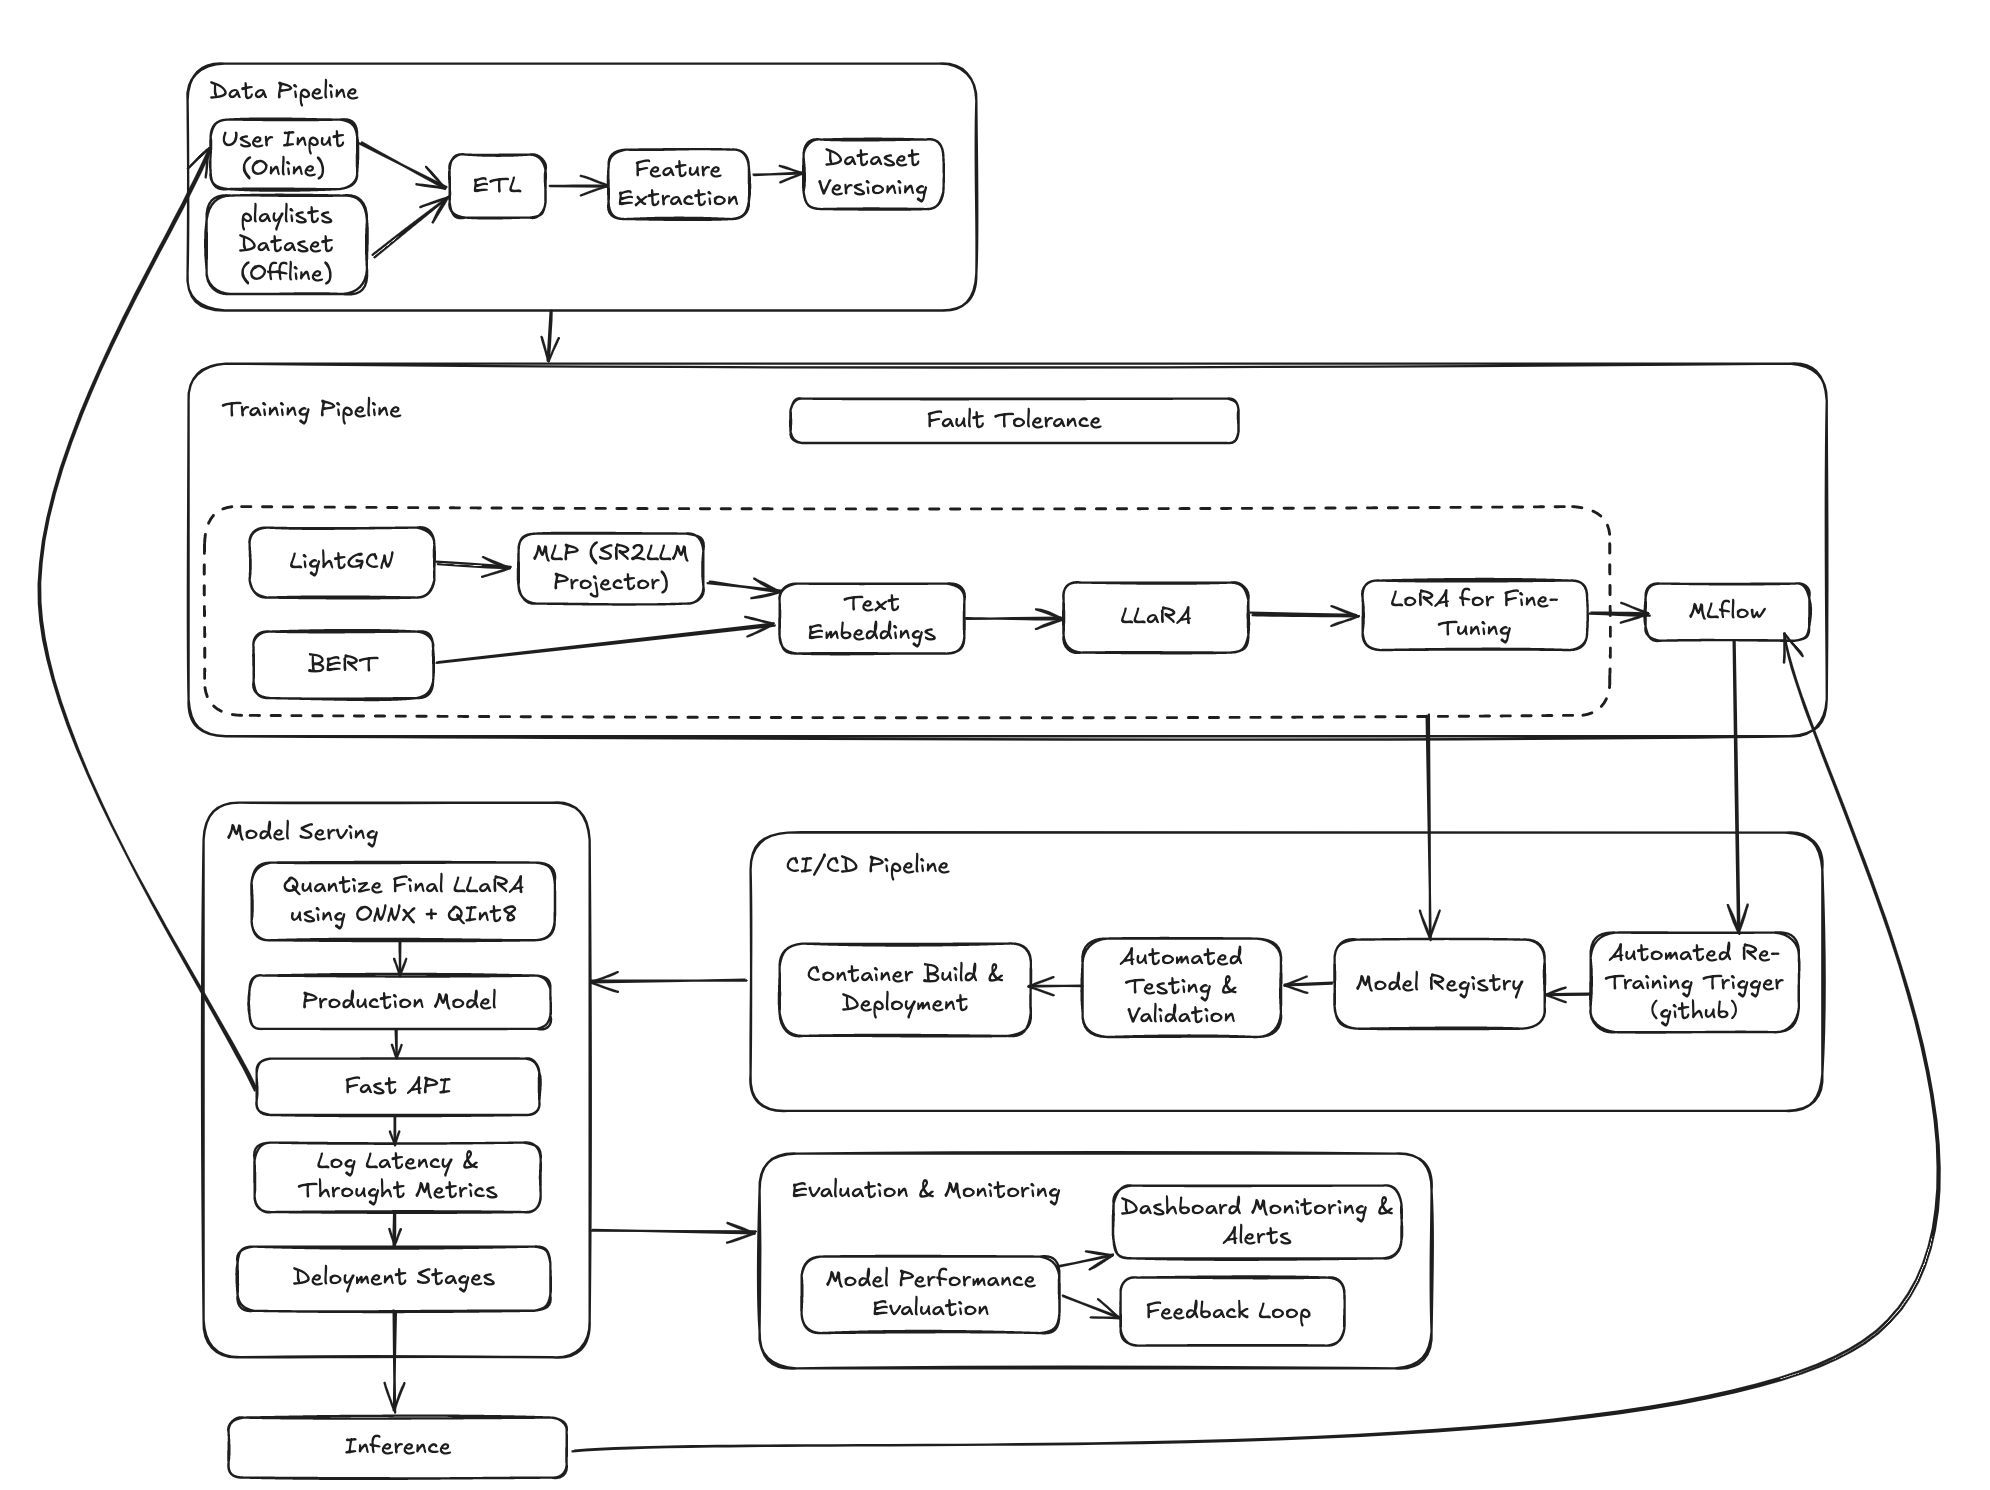 Data Pipeline
User Input
(Online)
playlists
Dataset
(Offline)
ETL
Feature
Extraction
Dataset
Versioning
Training Pipeline
Fault Tolerance
LightGCN
MLP (SR2LLM
Projector)
BERT
Text
Embeddings
LLaRA
LoRA for Fine-
Tuning
MLflow
Model Serving
Quantize Final LLaRA
using ONNX + QInt8
Production Model
Fast API
Log Latency &
Throught Metrics
Deloyment Stages
Inference
CI/CD Pipeline
Container Build &
Deployment
Automated
Testing &
Validation
Model Registry
Automated Re-
Training Trigger
(github)
Evaluation & Monitoring
Model Performance
Evaluation
Dashboard Monitoring &
Alerts
Feedback Loop